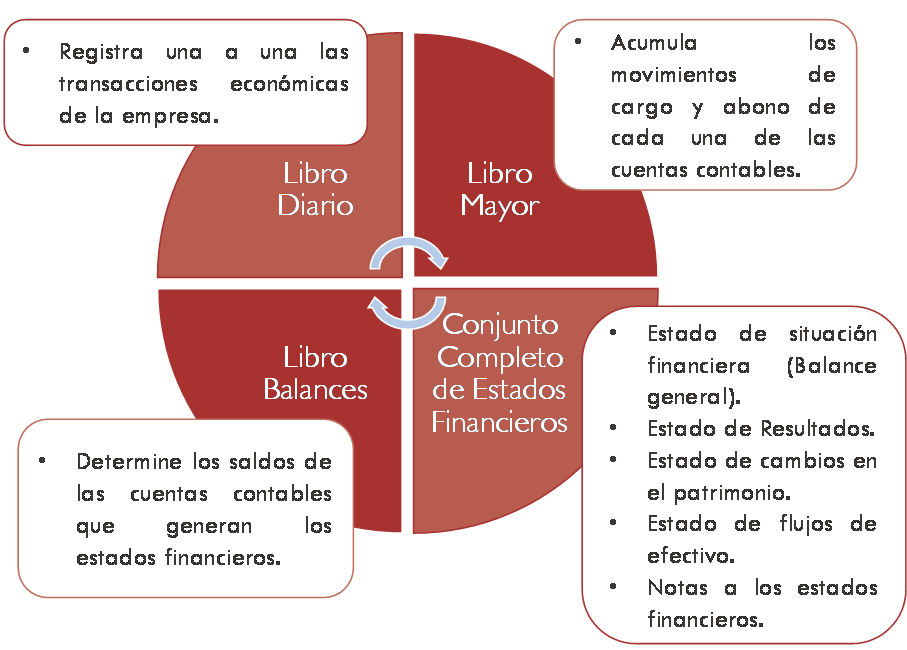 • Registra una a una las
transacciones económicas
de la empresa.
Libro
Diario
• Acumula los
movimientos de
cargo y abono de
cada una de las
cuentas contables.
Libro
Mayor
Libro
Balances
• Determine los saldos de
las cuentas contables
que generan los
estados financieros.
Conjunto
Completo
de Estados
Financieros
• Estado de situación
financiera (Balance
general).
• Estado de Resultados.
• Estado de cambios en
el patrimonio.
• Estado de flujos de
efectivo.
• Notas a los estados
financieros.